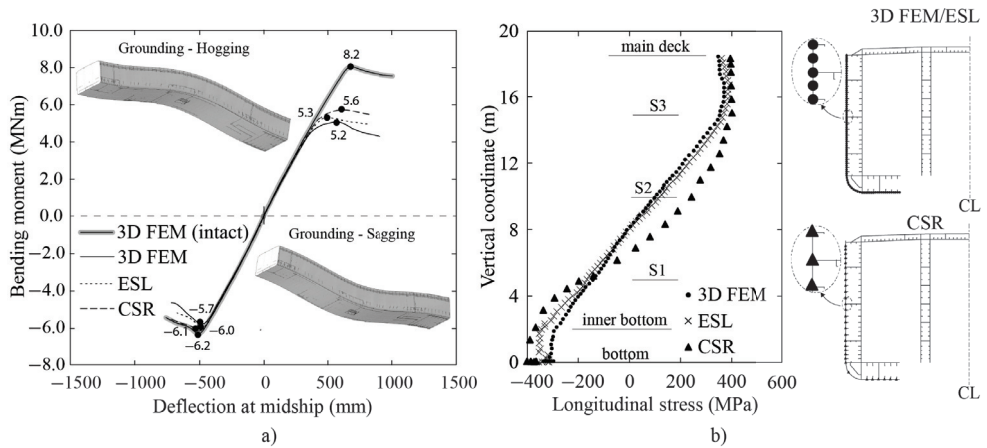 10.0
8.0
6.0
4.0
2.0
0.0
−2.0
−4.0
−6.0
−8.0
Bending moment (MNm)
Grounding - Hogging
8.2
5.3
5.6
5.2
3D FEM (intact)
3D FEM
ESL
CSR
Grounding - Sagging
−5.7
−6.1
−6.0
−6.2
−1500 −1000 −500 0 500 1000 1500
Deflection at midship (mm)
a)
20
16
12
8
4
0
Vertical coordinate (m)
main deck
S3
S2
S1
inner bottom
bottom
3D FEM
ESL
CSR
−400 −200 0 200 400 600
Longitudinal stress (MPa)
b)
3D FEM/ESL
CL
CSR
CL